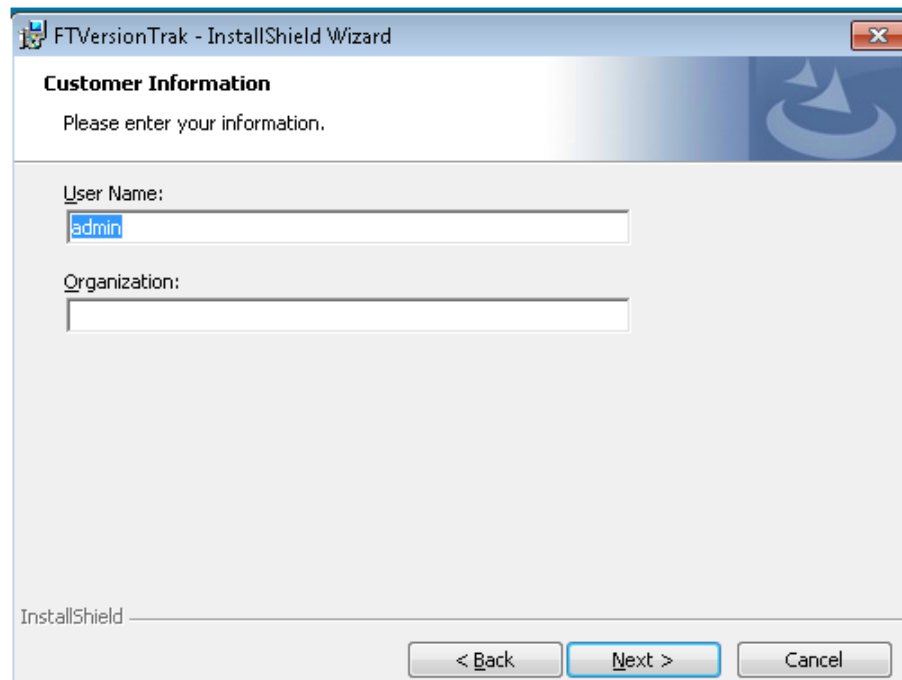 FTVersionTrak - InstallShield Wizard
Customer Information
Please enter your information.
User Name:
admin
Organization:
InstallShield
< Back
Next >
Cancel